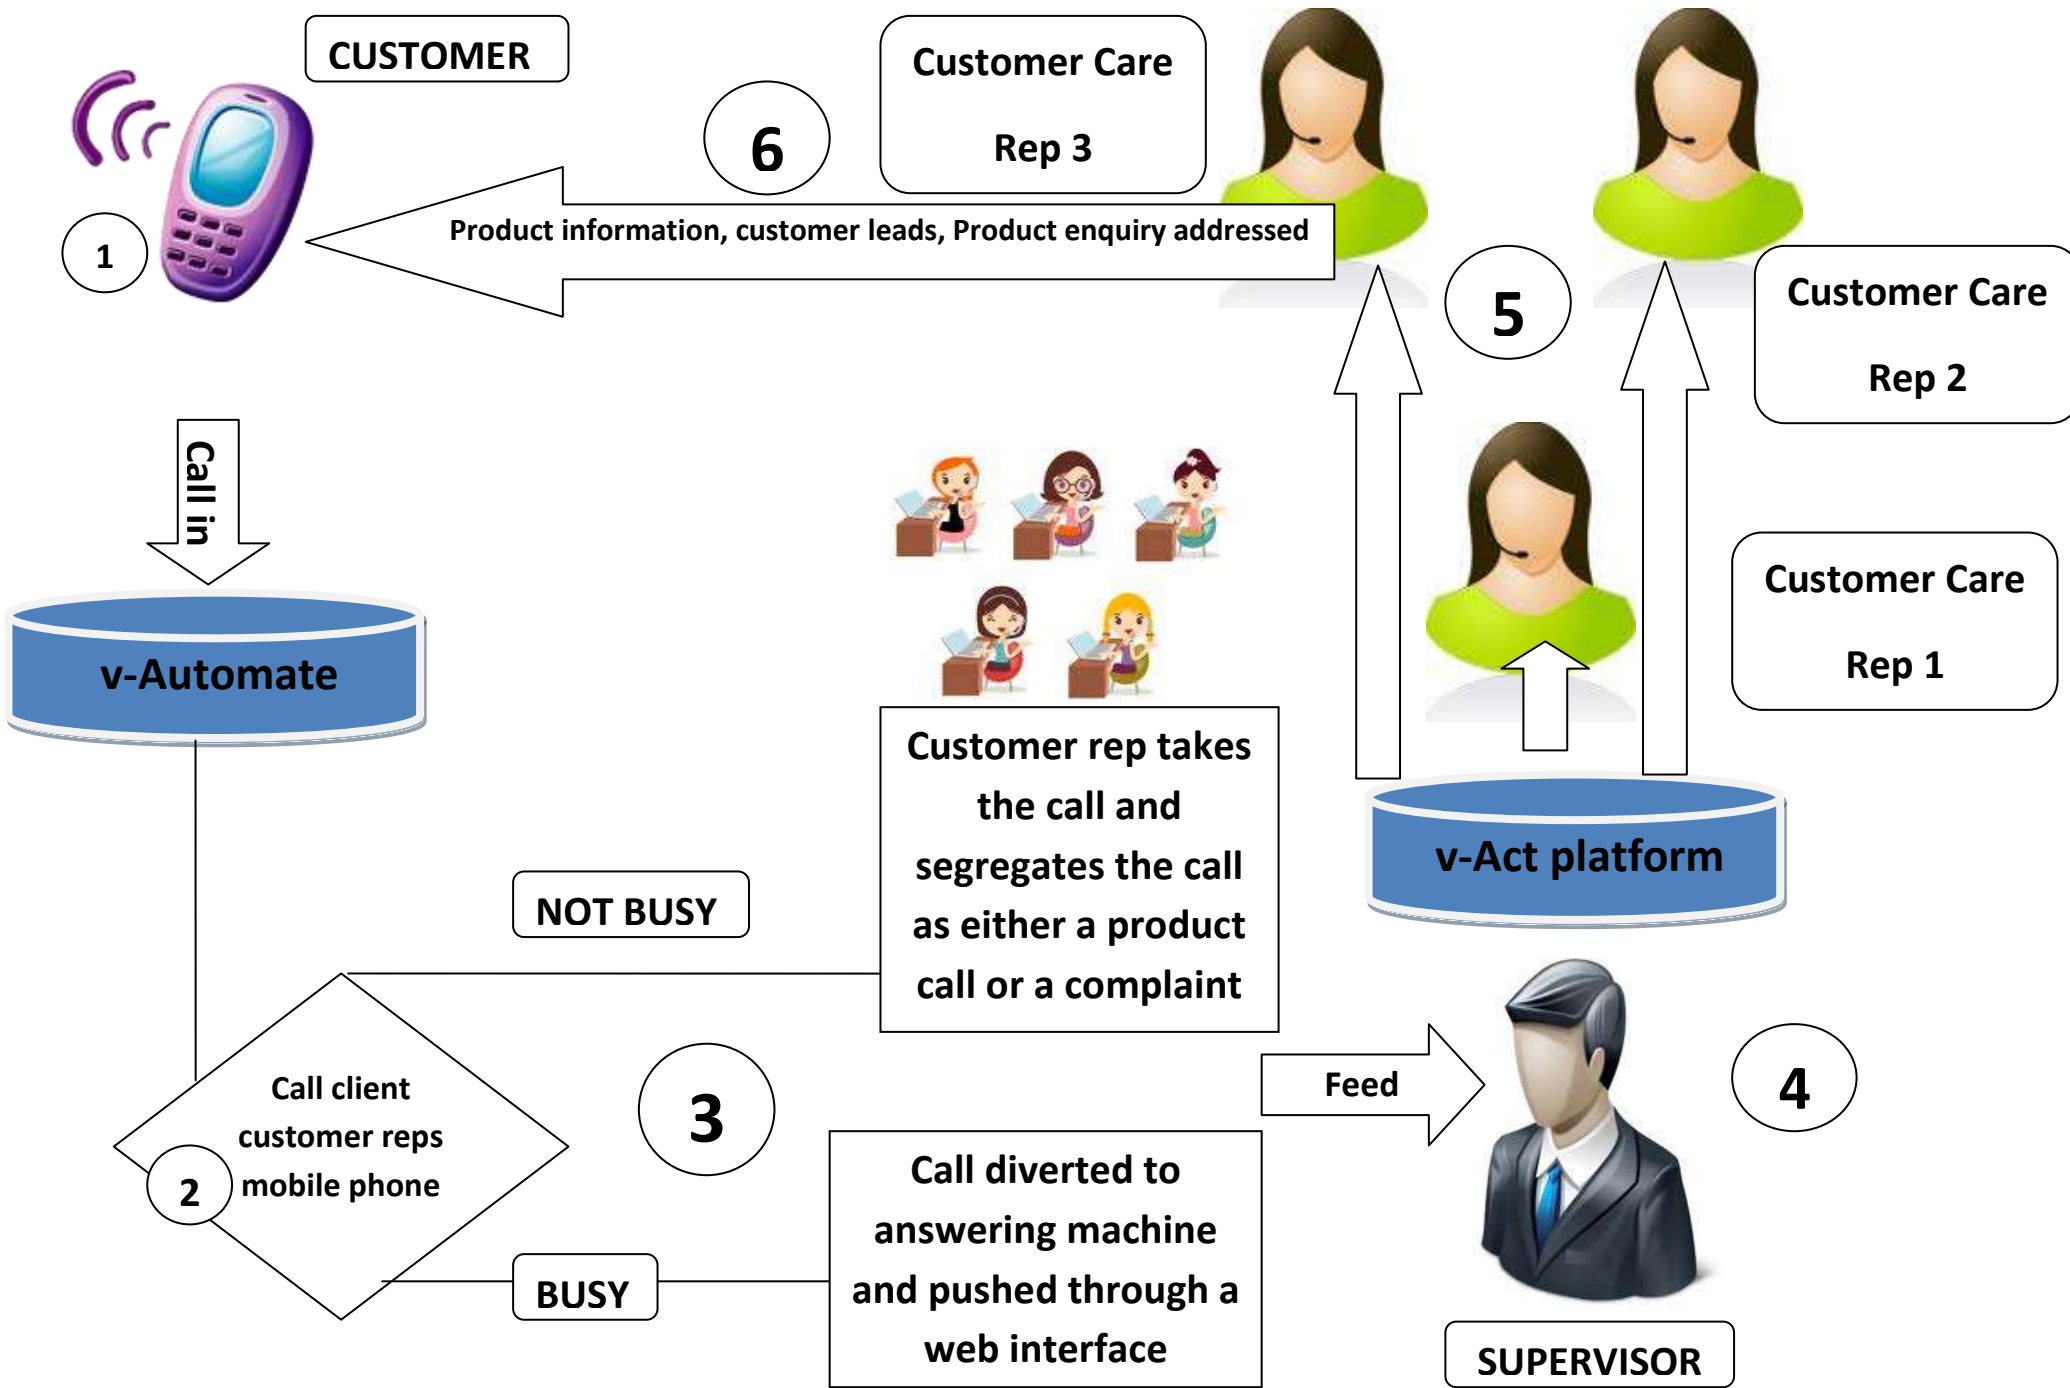 CUSTOMER
Customer Care
Rep 3
6
1
Product information, customer leads, Product enquiry addressed
5
Customer Care
Rep 2
Call in
Customer Care
Rep 1
v-Automate
Customer rep takes
the call and
segregates the call
as either a product
call or a complaint
v-Act platform
NOT BUSY
Call client
customer reps
mobile phone
2
3
Feed
4
Call diverted to
answering machine
and pushed through a
web interface
BUSY
SUPERVISOR